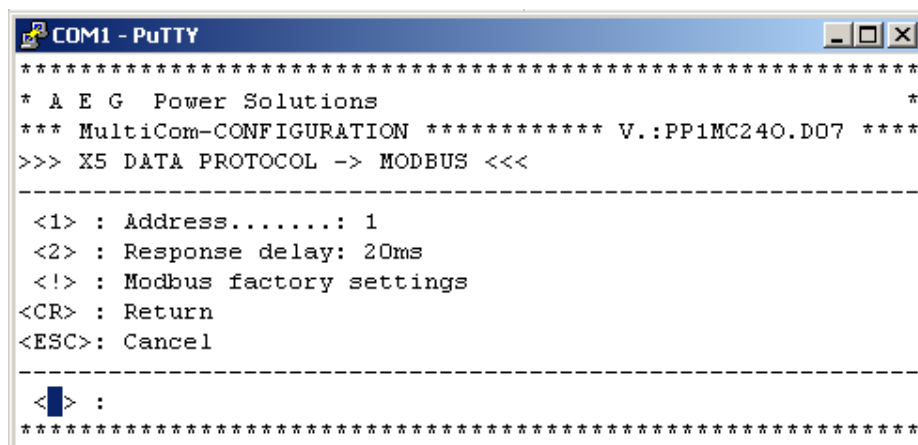 COM1 - PuTTY
*************************************************************
* A E G  Power Solutions                                    *
*** MultiCom-CONFIGURATION ************ V.:PP1MC24O.D07 ****
>>> X5 DATA PROTOCOL -> MODBUS <<<
-------------------------------------------------------------
 <1> : Address.......: 1
 <2> : Response delay: 20ms
 <!> : Modbus factory settings
<CR> : Return
<ESC>: Cancel
-------------------------------------------------------------
 < > :
*************************************************************